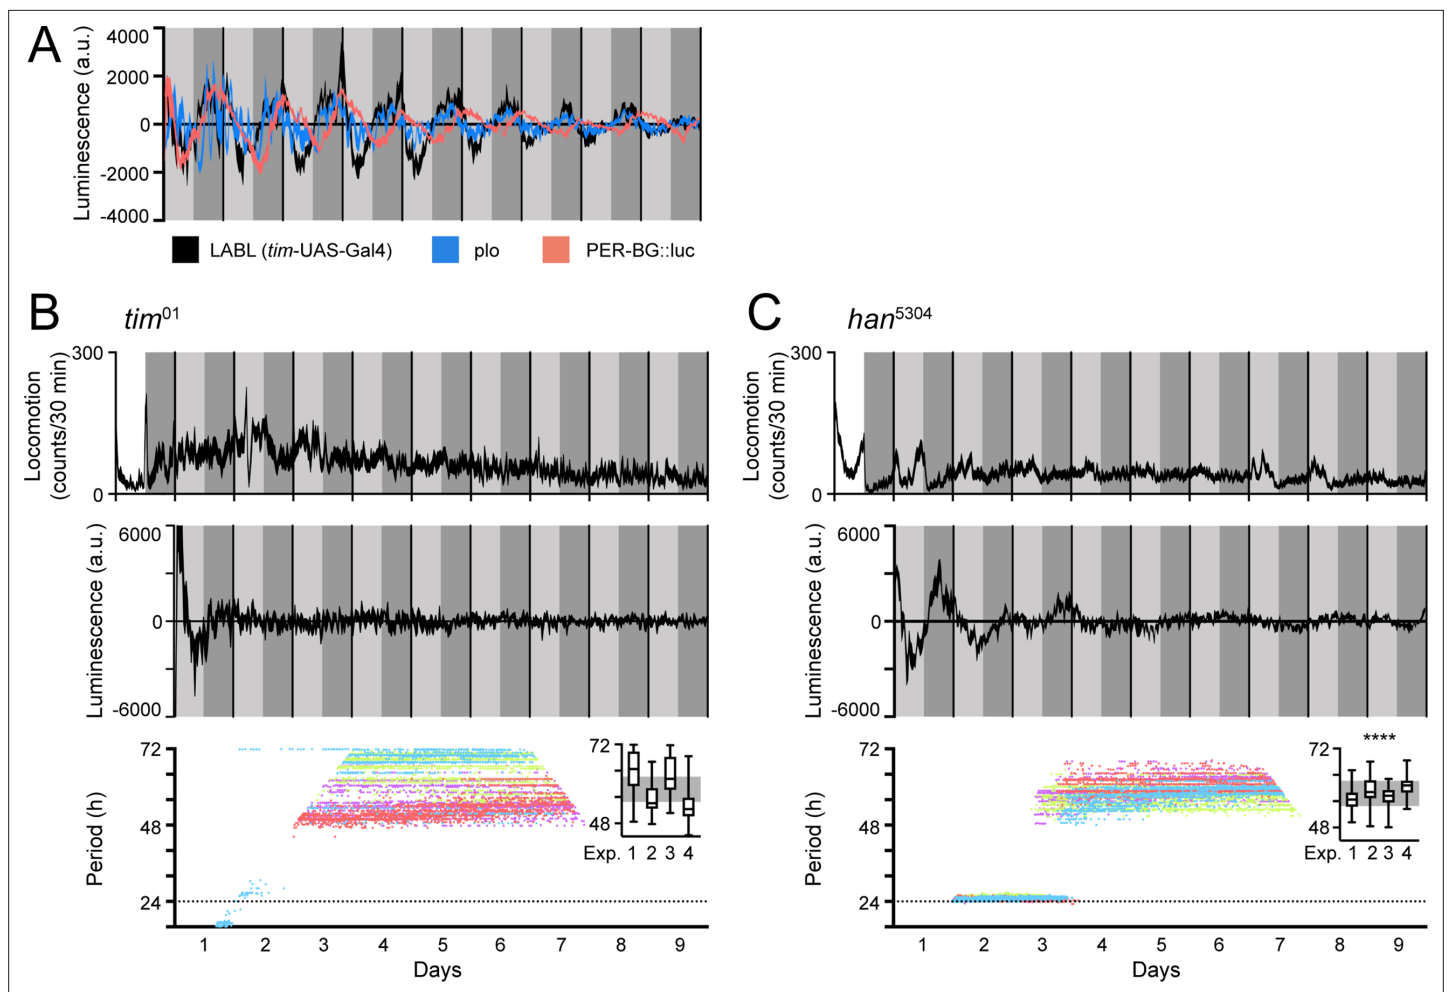 A
Luminescence (a.u.)
4000
2000
0
-2000
-4000
LABL (tim-UAS-Gal4)
plo
PER-BG::luc
B
tim01
Locomotion
(counts/30 min)
300
0
Luminescence (a.u.)
6000
0
-6000
Period (h)
72
48
24
72
48
Exp. 1 2 3 4
1 2 3 4 5 6 7 8 9
Days
C
han5304
Locomotion
(counts/30 min)
300
0
Luminescence (a.u.)
6000
0
-6000
Period (h)
72
48
24
****
72
48
Exp. 1 2 3 4
1 2 3 4 5 6 7 8 9
Days